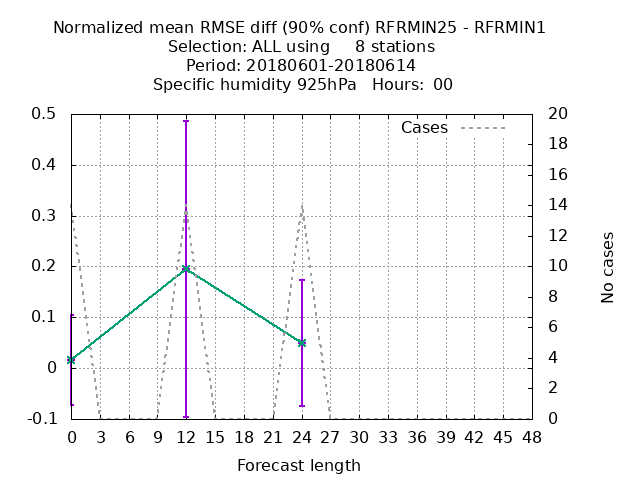 Normalized mean RMSE diff (90% conf) RFRMIN25 - RFRMIN1
Selection: ALL using     8 stations
Period: 20180601-20180614
Specific humidity 925hPa   Hours:  00
Cases
0.5
0.4
0.3
0.2
0.1
0
-0.1
20
18
16
14
12
10
8
6
4
2
0
No cases
0 3 6 9 12 15 18 21 24 27 30 33 36 39 42 45 48
Forecast length